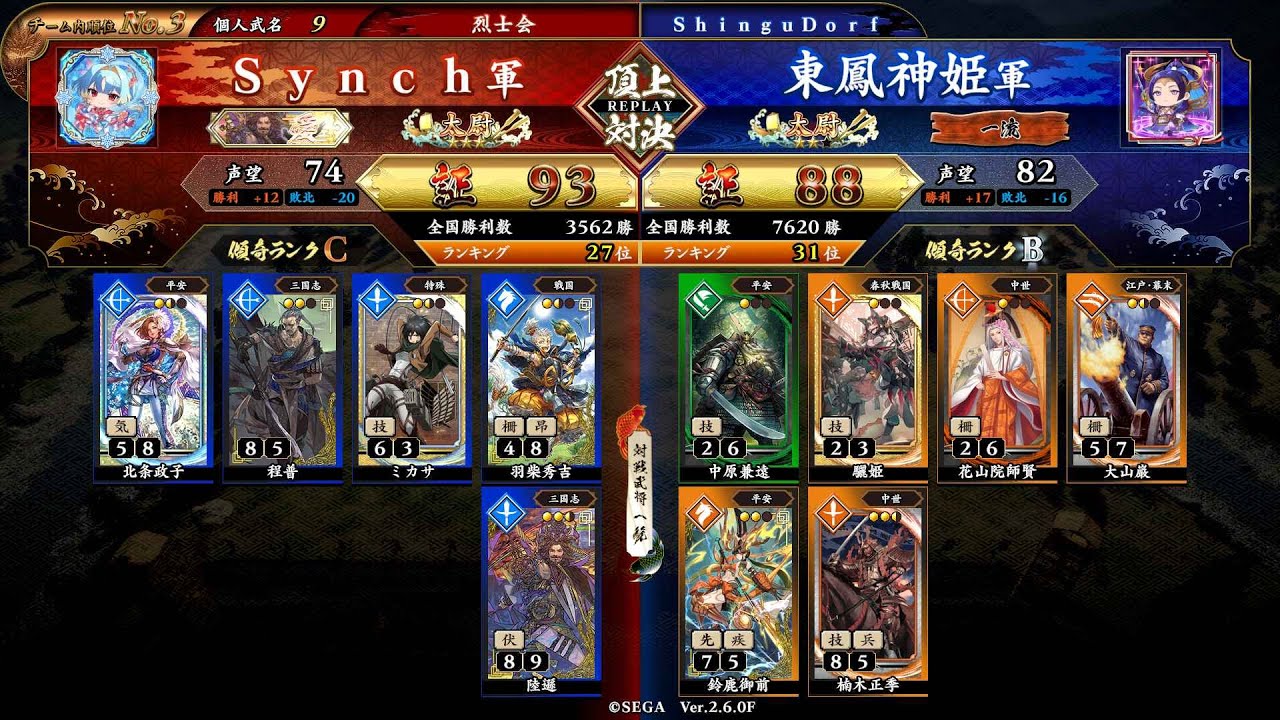 チーム内順位 No.3 個人武名 9 烈士会
ShinguDorf
Synch軍
頂上
REPLAY
対決
東鳳神姫軍
愛
太尉
太尉
一流
声望 74
勝利 +12 敗北 -20
証 93
証 88
声望 82
勝利 +17 敗北 -16
全国勝利数 3562勝
全国勝利数 7620勝
傾奇ランクC
ランキング 27位
ランキング 31位
傾奇ランクB
平安
三国志
特殊
戦国
平安
春秋戦国
中世
江戸・幕末
気
5 8
北条政子
8 5
程普
技
6 3
ミカサ
柵 昂
4 8
羽柴秀吉
技
2 6
中原兼遠
技
2 3
驪姫
柵
2 6
花山院師賢
柵
5 7
大山巌
対戦武将一覧
三国志
伏
8 9
陸遜
平安
先 疾
7 5
鈴鹿御前
中世
技 兵
8 5
楠木正季
©SEGA Ver.2.6.0F